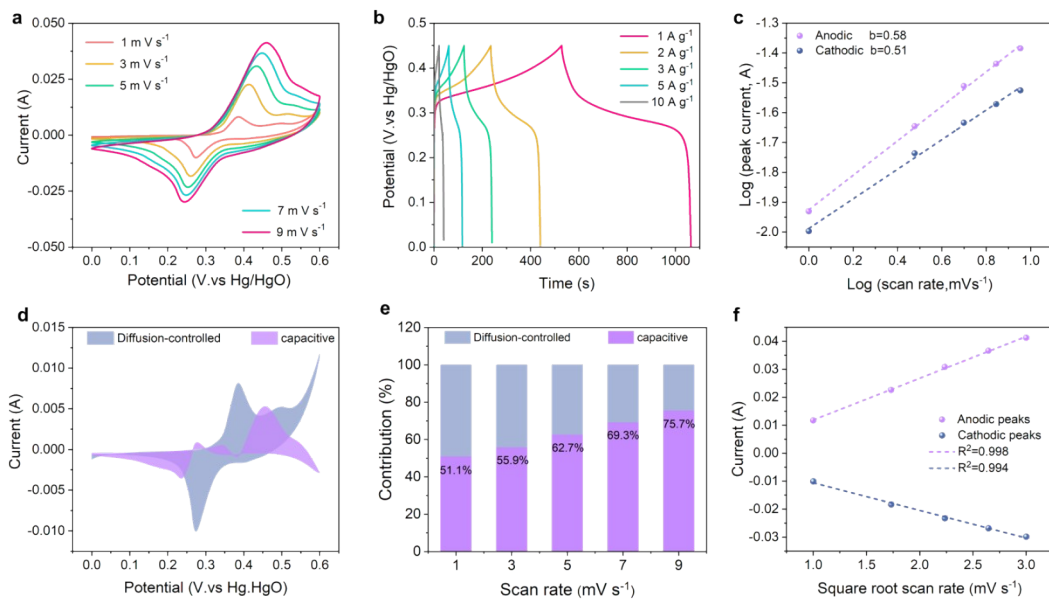 a
0.050
0.025
0.000
-0.025
-0.050
Current (A)
1 mV s⁻¹
3 mV s⁻¹
5 mV s⁻¹
7 mV s⁻¹
9 mV s⁻¹
0.0 0.1 0.2 0.3 0.4 0.5 0.6
Potential (V.vs Hg/HgO)
b
0.5
0.4
0.3
0.2
0.1
0.0
Potential (V.vs Hg/HgO)
1 A g⁻¹
2 A g⁻¹
3 A g⁻¹
5 A g⁻¹
10 A g⁻¹
0 200 400 600 800 1000
Time (s)
c
-1.3
-1.4
-1.5
-1.6
-1.7
-1.8
-1.9
-2.0
Log (peak current, A)
Anodic b=0.58
Cathodic b=0.51
0.0 0.2 0.4 0.6 0.8 1.0
Log (scan rate,mVs⁻¹)
d
0.015
0.010
0.005
0.000
-0.005
-0.010
Current (A)
Diffusion-controlled capacitive
0.0 0.1 0.2 0.3 0.4 0.5 0.6
Potential (V.vs Hg.HgO)
e
120
100
80
60
40
20
0
Contribution (%)
Diffusion-controlled capacitive
51.1%
55.9%
62.7%
69.3%
75.7%
1 3 5 7 9
Scan rate (mV s⁻¹)
f
0.04
0.03
0.02
0.01
-0.01
-0.02
-0.03
Current (A)
Anodic peaks
Cathodic peaks
R²=0.998
R²=0.994
1.0 1.5 2.0 2.5 3.0
Square root scan rate (mV s⁻¹)